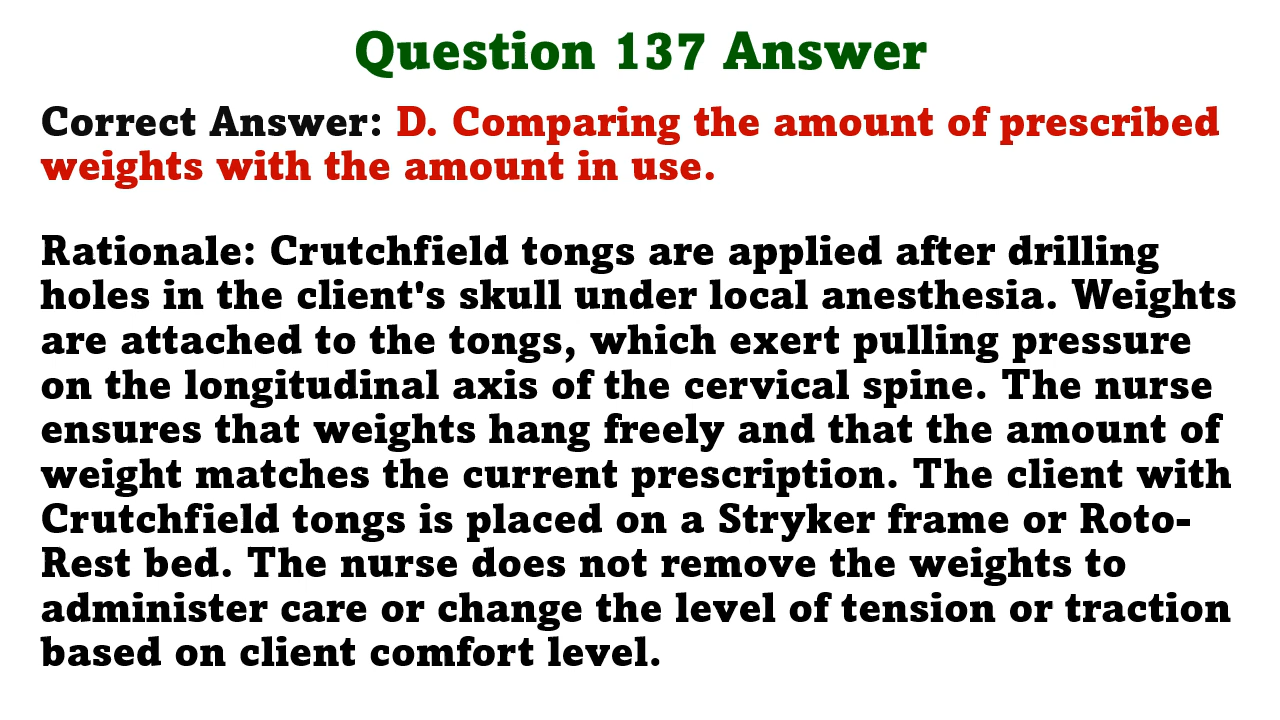 Question 137 Answer
Correct Answer: D. Comparing the amount of prescribed
weights with the amount in use.
Rationale: Crutchfield tongs are applied after drilling
holes in the client's skull under local anesthesia. Weights
are attached to the tongs, which exert pulling pressure
on the longitudinal axis of the cervical spine. The nurse
ensures that weights hang freely and that the amount of
weight matches the current prescription. The client with
Crutchfield tongs is placed on a Stryker frame or Roto-
Rest bed. The nurse does not remove the weights to
administer care or change the level of tension or traction
based on client comfort level.